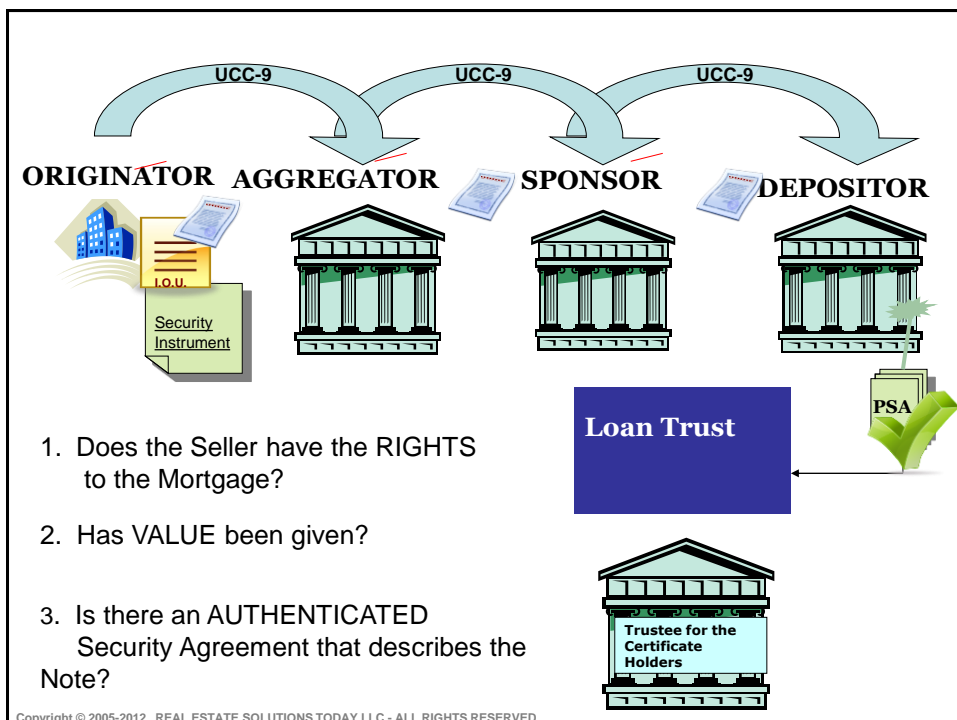 UCC-9 UCC-9 UCC-9
ORIGINATOR AGGREGATOR SPONSOR DEPOSITOR
I.O.U.
Security
Instrument
PSA
Loan Trust
1. Does the Seller have the RIGHTS
to the Mortgage?
2. Has VALUE been given?
3. Is there an AUTHENTICATED
Security Agreement that describes the
Note?
Trustee for the
Certificate
Holders
Copyright © 2005-2012 REAL ESTATE SOLUTIONS TODAY LLC - ALL RIGHTS RESERVED